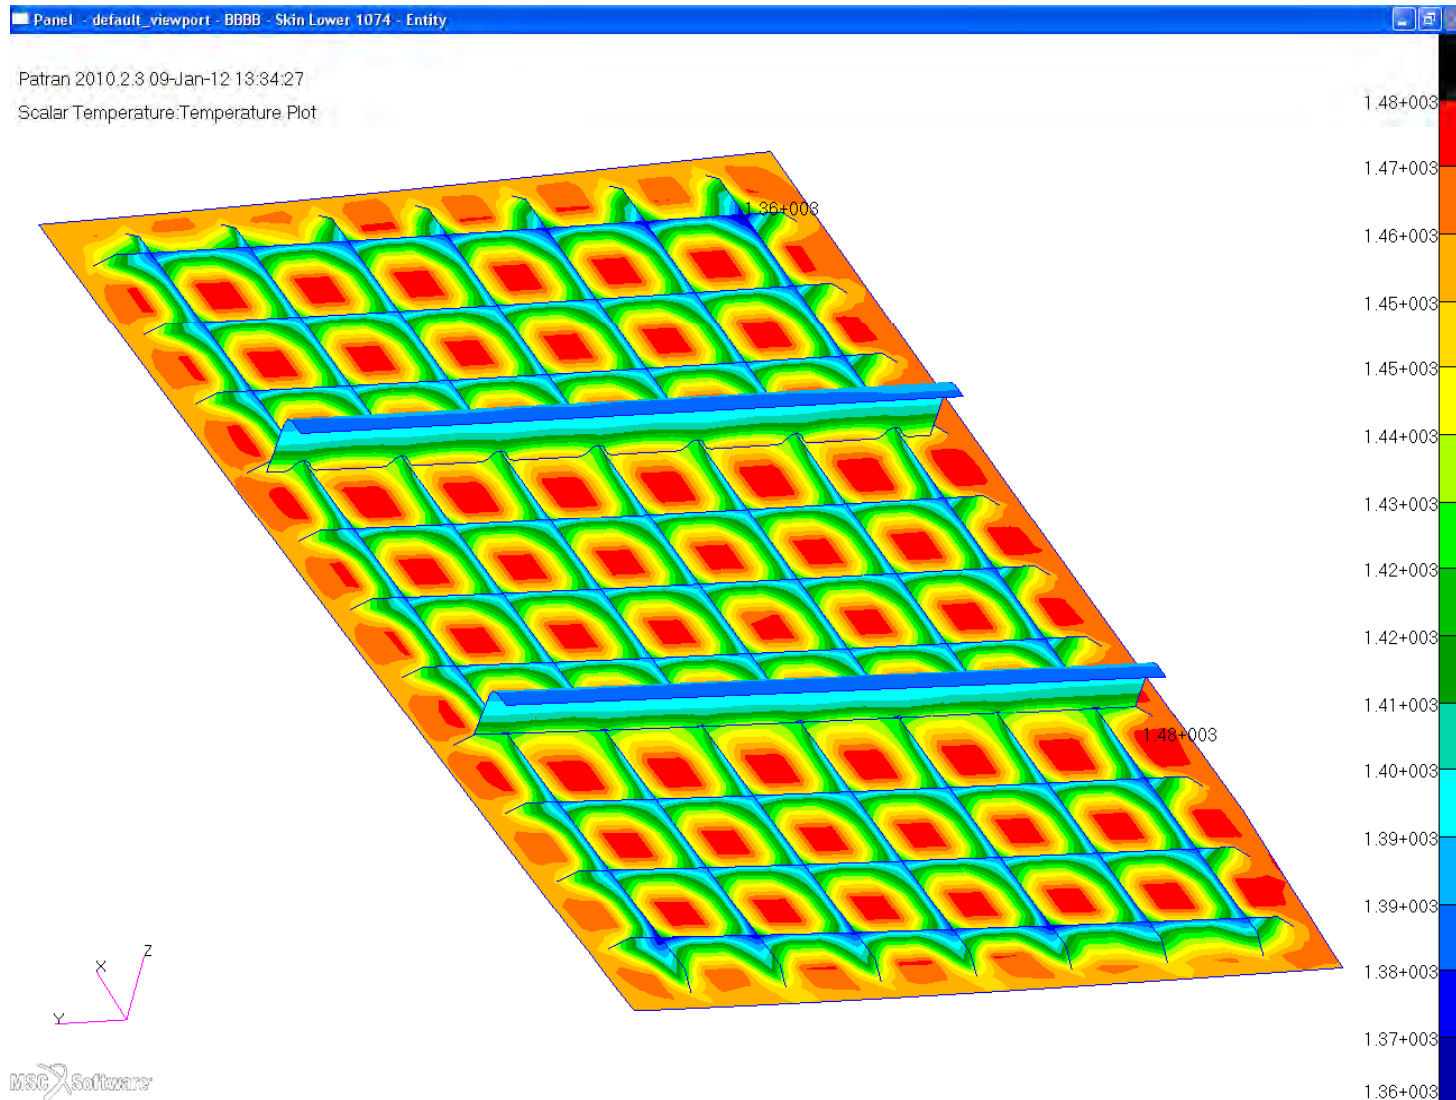 Panel - default_viewport - BBBB - Skin Lower 1074 - Entity
Patran 2010.2.3 09-Jan-12 13:34:27
Scalar Temperature:Temperature Plot
1.48+003
1.47+003
1.46+003
1.45+003
1.45+003
1.44+003
1.43+003
1.42+003
1.42+003
1.41+003
1.40+003
1.39+003
1.39+003
1.38+003
1.37+003
1.36+003
1.36+003
1.48+003
X
Z
Y
MSC Software